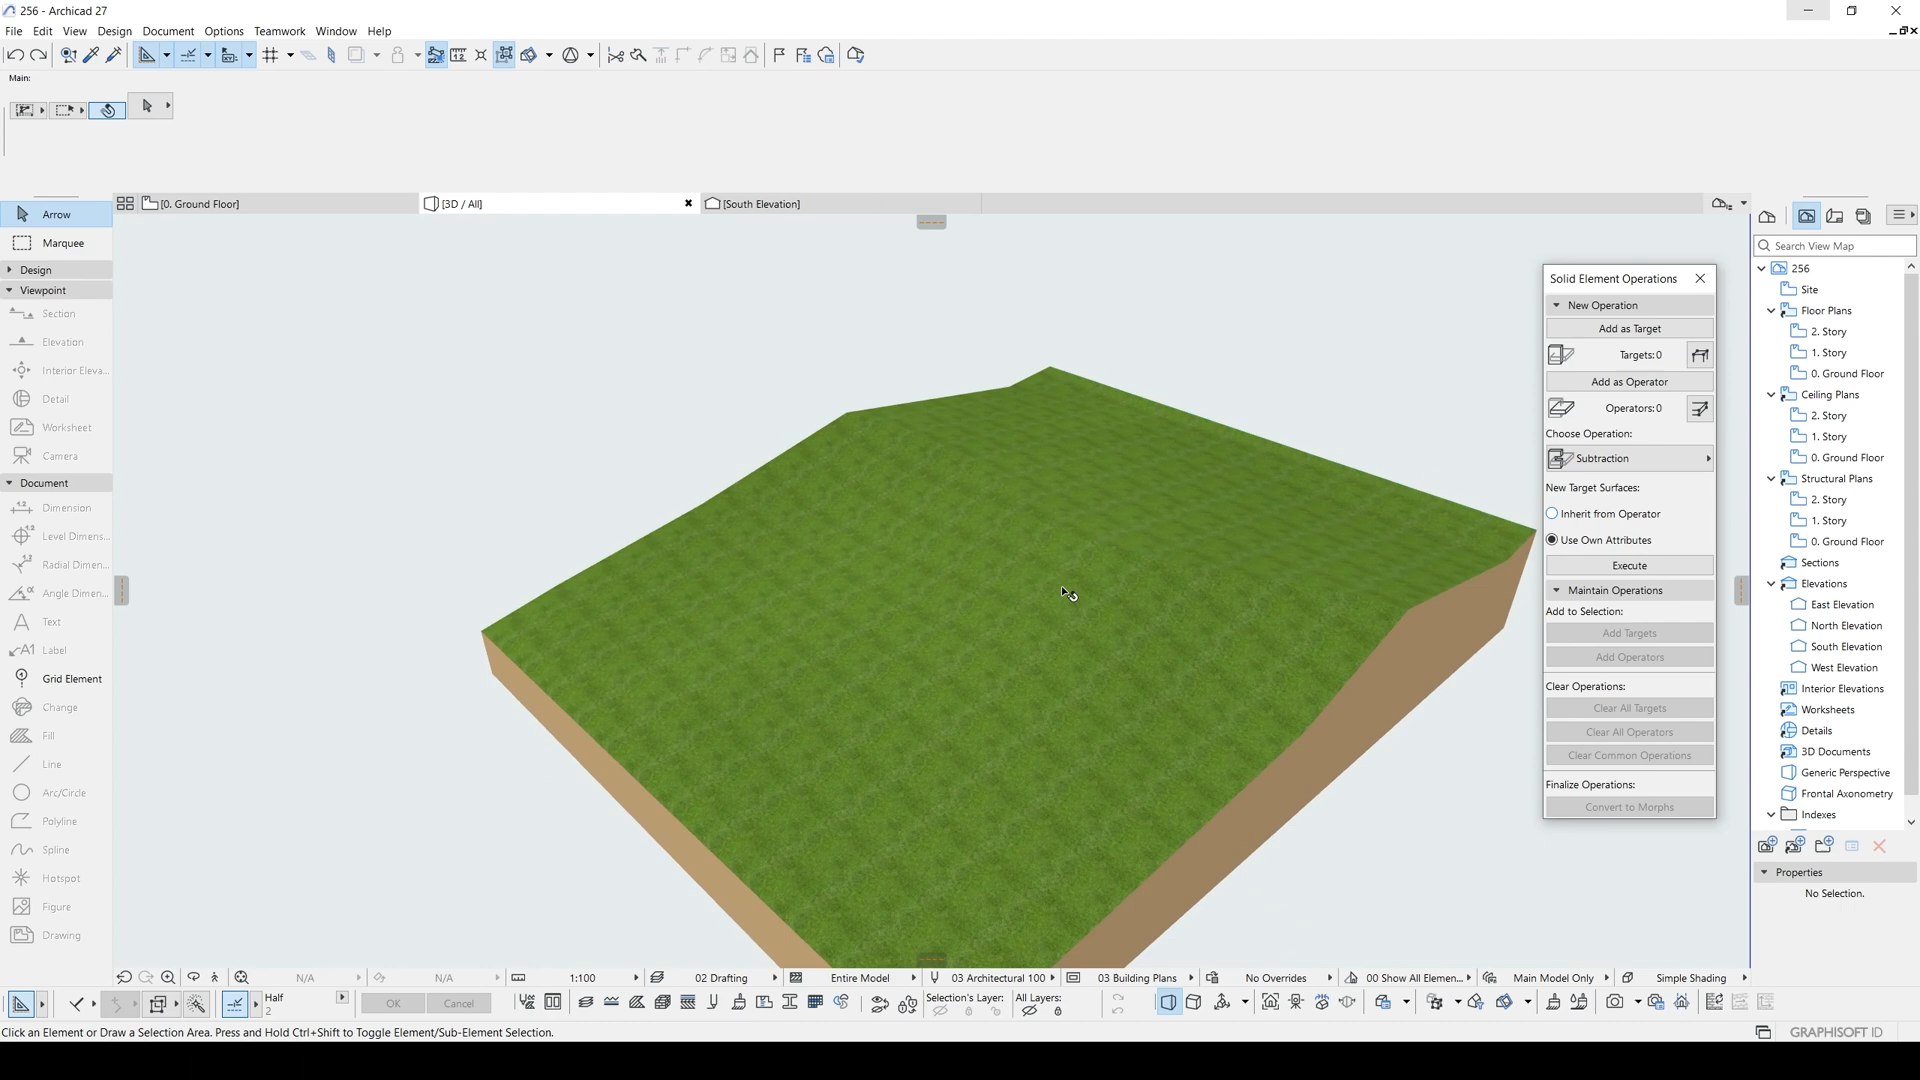 256 - Archicad 27
File Edit View Design Document Options Teamwork Window Help
Main:
[0. Ground Floor]
[3D / All]
[South Elevation]
Arrow
Marquee
Design
Viewpoint
Section
Elevation
Interior Eleva...
Detail
Worksheet
Camera
Document
Dimension
Level Dimens...
Radial Dimen...
Angle Dimen...
Text
Label
Grid Element
Change
Fill
Line
Arc/Circle
Polyline
Spline
Hotspot
Figure
Drawing
Solid Element Operations
New Operation
Add as Target
Targets:0
Add as Operator
Operators:0
Choose Operation:
Subtraction
New Target Surfaces:
Inherit from Operator
Use Own Attributes
Execute
Maintain Operations
Add to Selection:
Add Targets
Add Operators
Clear Operations:
Clear All Targets
Clear All Operators
Clear Common Operations
Finalize Operations:
Convert to Morphs
Search View Map
256
Site
Floor Plans
2. Story
1. Story
0. Ground Floor
Ceiling Plans
2. Story
1. Story
0. Ground Floor
Structural Plans
2. Story
1. Story
0. Ground Floor
Sections
Elevations
East Elevation
North Elevation
South Elevation
West Elevation
Interior Elevations
Worksheets
Details
3D Documents
Generic Perspective
Frontal Axonometry
Indexes
Properties
No Selection.
N/A N/A 1:100 02 Drafting Entire Model 03 Architectural 100 03 Building Plans No Overrides 00 Show All Elemen... Main Model Only Simple Shading
Half
2
OK Cancel
Selection's Layer: All Layers:
Click an Element or Draw a Selection Area. Press and Hold Ctrl+Shift to Toggle Element/Sub-Element Selection.
GRAPHISOFT ID